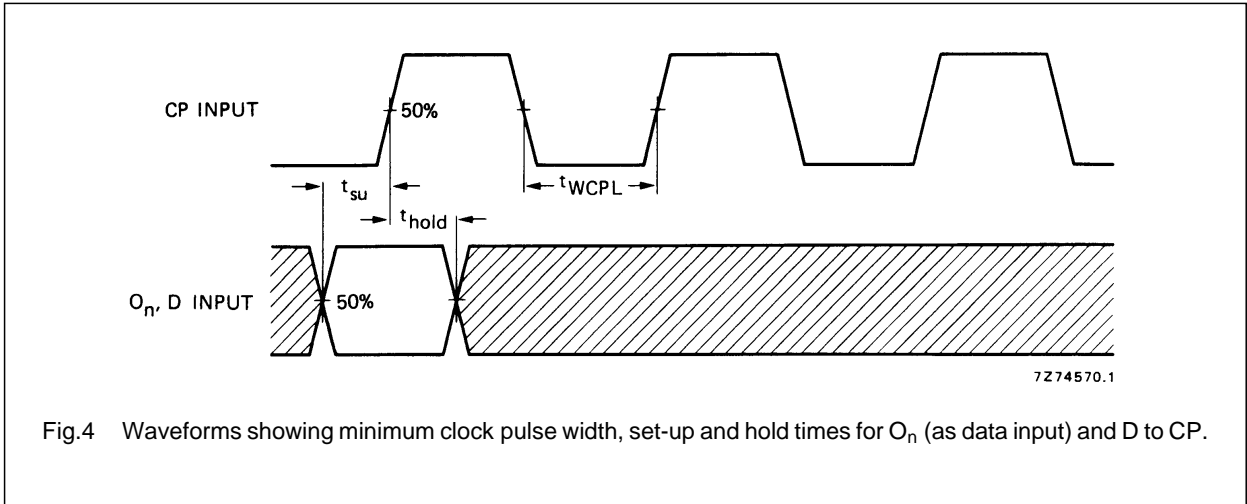 CP INPUT
50%
t_su
t_WCPL
t_hold
O_n, D INPUT
50%
7Z74570.1
Fig.4 Waveforms showing minimum clock pulse width, set-up and hold times for O_n (as data input) and D to CP.